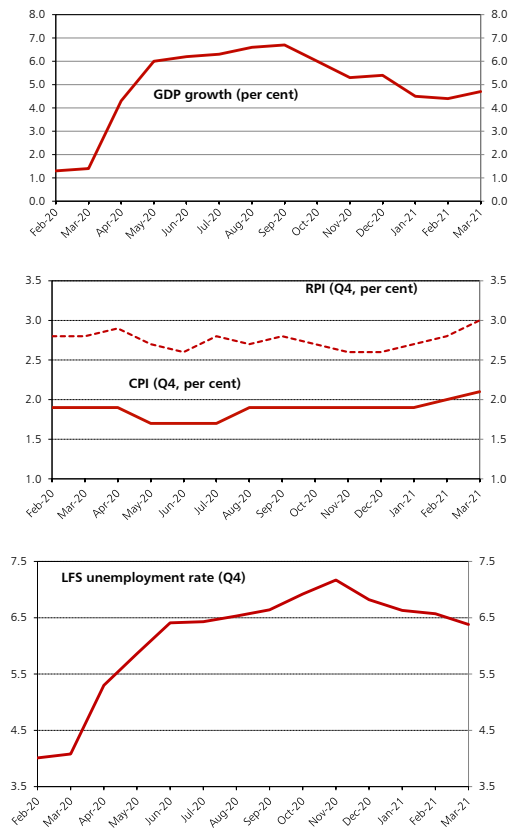 8.0 8.0
7.0 7.0
6.0 6.0
5.0 5.0
GDP growth (per cent)
4.0 4.0
3.0 3.0
2.0 2.0
1.0 1.0
0.0 0.0
Feb-20 Mar-20 Apr-20 May-20 Jun-20 Jul-20 Aug-20 Sep-20 Oct-20 Nov-20 Dec-20 Jan-21 Feb-21 Mar-21
3.5 3.5
RPI (Q4, per cent)
3.0 3.0
2.5 2.5
CPI (Q4, per cent)
2.0 2.0
1.5 1.5
1.0 1.0
Feb-20 Mar-20 Apr-20 May-20 Jun-20 Jul-20 Aug-20 Sep-20 Oct-20 Nov-20 Dec-20 Jan-21 Feb-21 Mar-21
7.5 7.5
LFS unemployment rate (Q4)
6.5 6.5
5.5 5.5
4.5 4.5
3.5 3.5
Feb-20 Mar-20 Apr-20 May-20 Jun-20 Jul-20 Aug-20 Sep-20 Oct-20 Nov-20 Dec-20 Jan-21 Feb-21 Mar-21